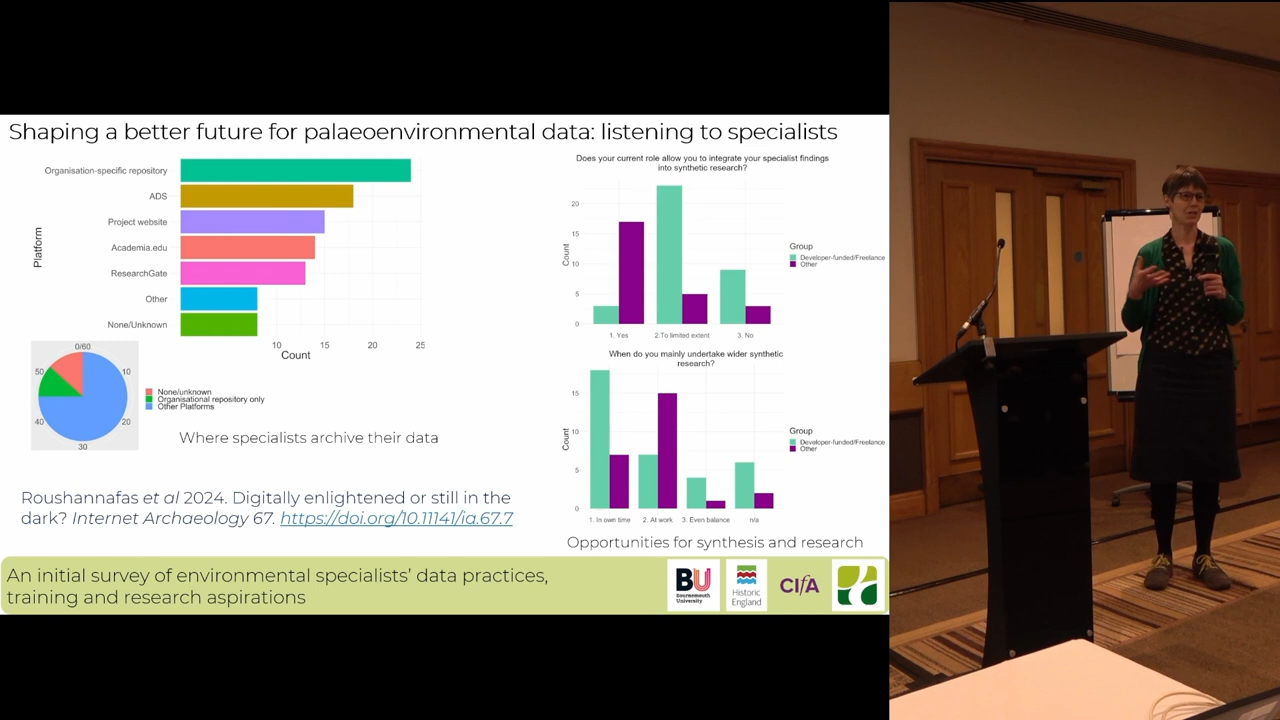 Shaping a better future for palaeoenvironmental data: listening to specialists
Platform
Organisation-specific repository
ADS
Project website
Academia.edu
ResearchGate
Other
None/Unknown
10
15
20
25
Count
0/60
10
20
30
40
50
None/unknown
Organisational repository only
Other Platforms
Where specialists archive their data
Roushannafas et al 2024. Digitally enlightened or still in the
dark? Internet Archaeology 67. https://doi.org/10.11141/ia.67.7
Does your current role allow you to integrate your specialist findings
into synthetic research?
Count
20
15
10
5
0
1. Yes
2.To limited extent
3. No
Group
Developer-funded/Freelance
Other
When do you mainly undertake wider synthetic
research?
Count
15
10
5
0
1. In own time
2. At work
3. Even balance
n/a
Group
Developer-funded/Freelance
Other
Opportunities for synthesis and research
An initial survey of environmental specialists' data practices,
training and research aspirations
BU
Bournemouth
University
Historic
England
CIfA